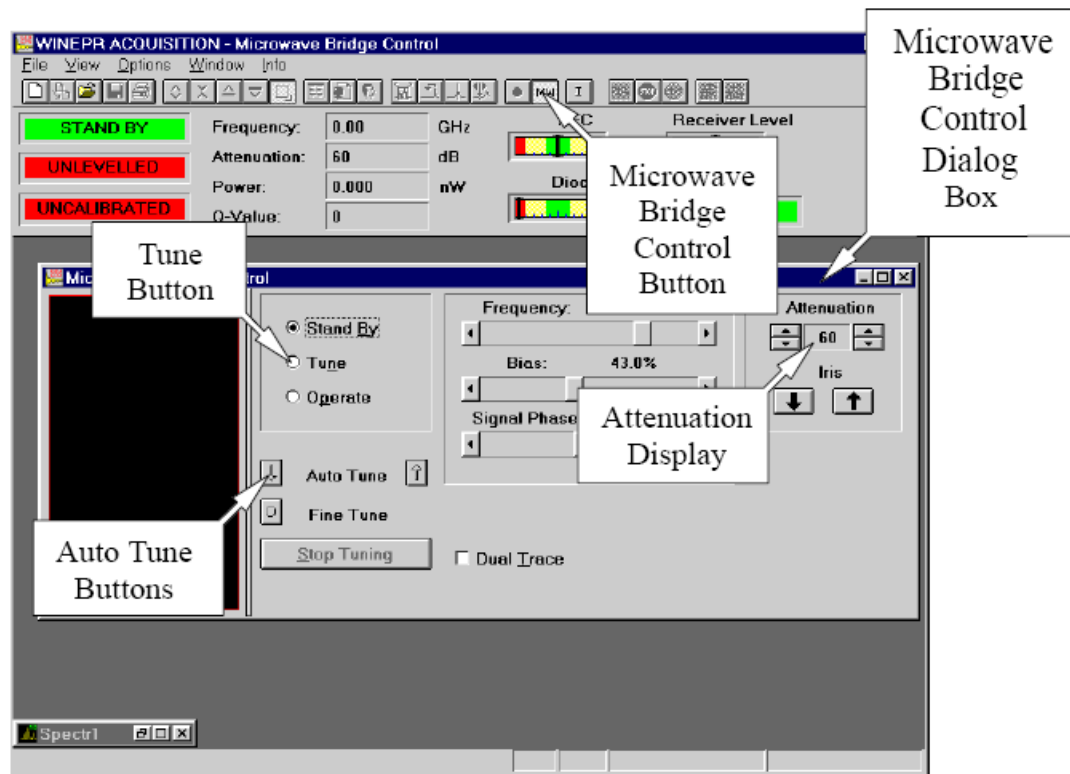 WINEPR ACQUISITION - Microwave Bridge Control
File View Options Window Info
MW I
STAND BY
UNLEVELLED
UNCALIBRATED
Frequency: 0.00 GHz
Attenuation: 60 dB
Power: 0.000 nW
Q-Value: 0
Receiver Level
Microwave
Bridge
Control
Dialog
Box
Microwave
Bridge
Control
Button
Tune
Button
Stand By
Tune
Operate
Auto Tune
Fine Tune
Stop Tuning
Dual Trace
Frequency:
Bias: 43.0%
Signal Phase
Attenuation
60
Iris
Attenuation
Display
Auto Tune
Buttons
Spectr1